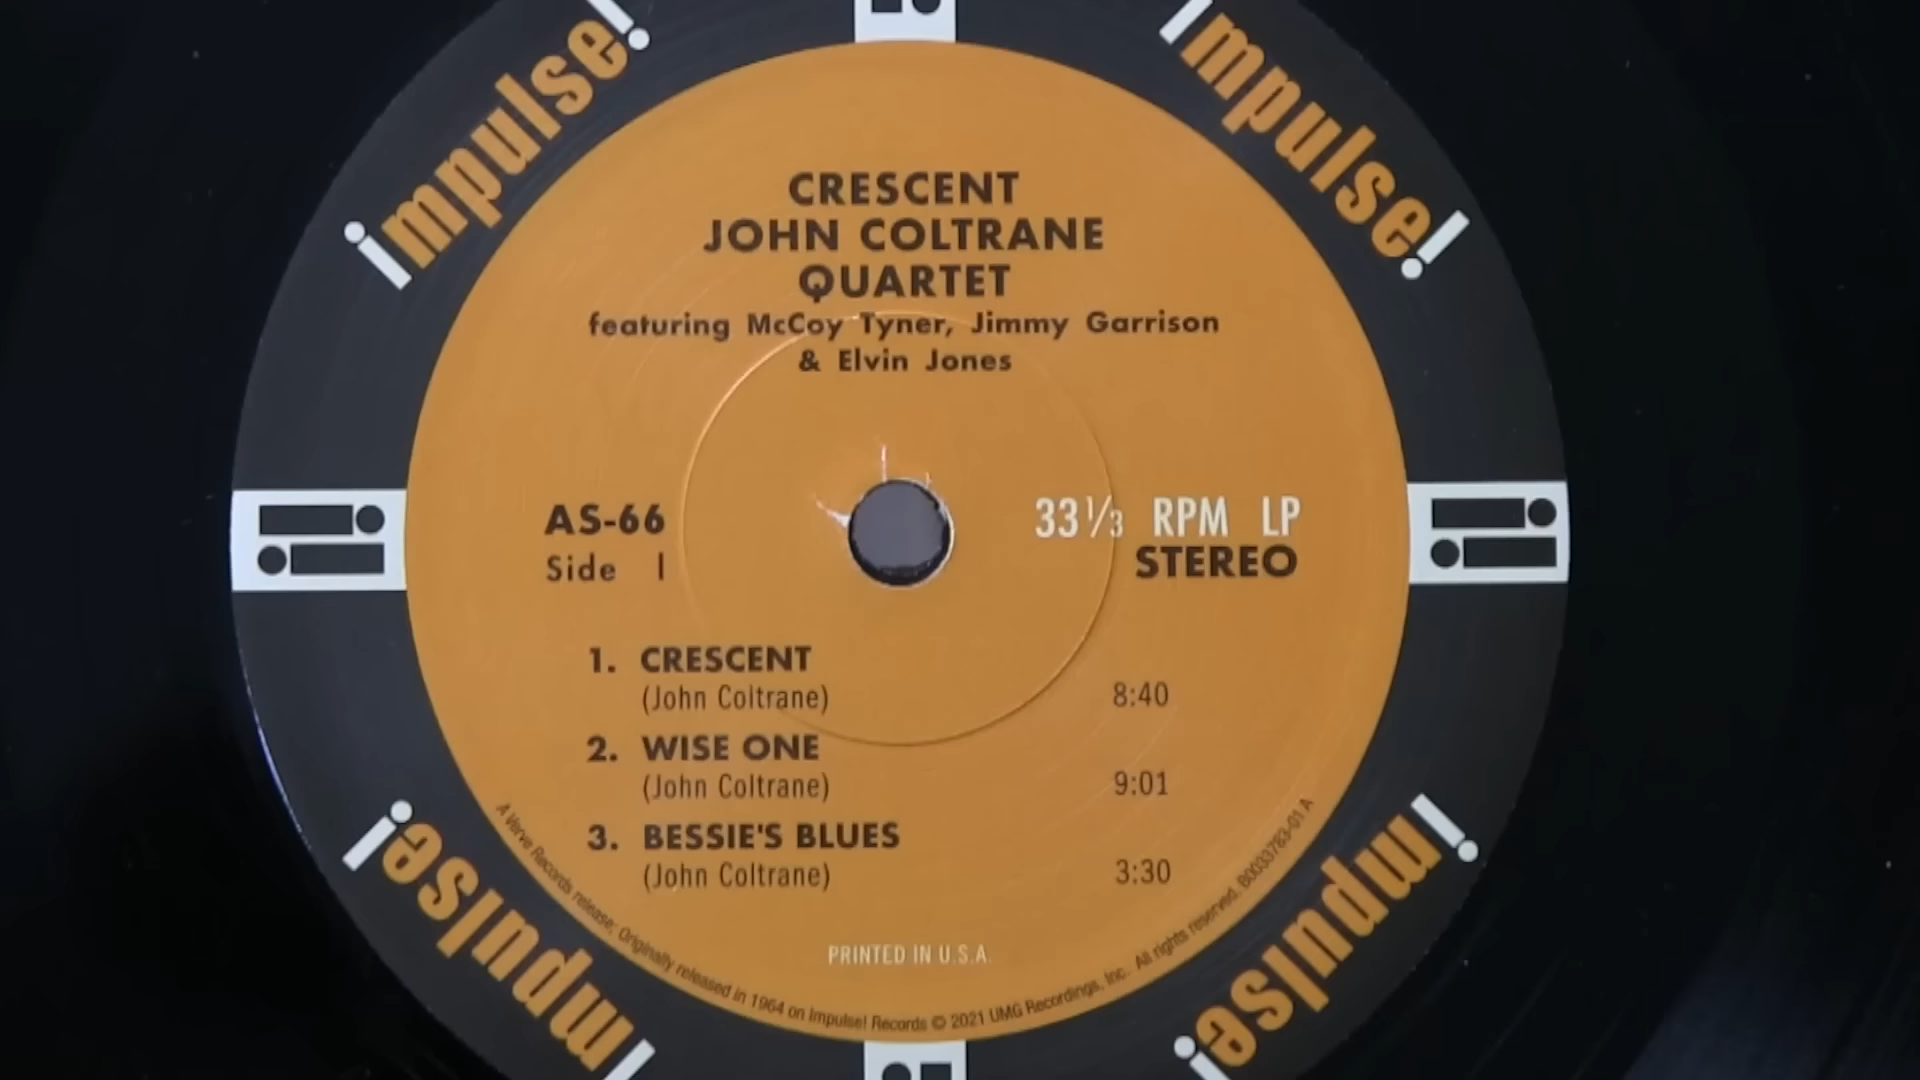 impulse!
impulse!
CRESCENT
JOHN COLTRANE
QUARTET
featuring McCoy Tyner, Jimmy Garrison
& Elvin Jones
AS-66
Side 1
33⅓ RPM LP
STEREO
1. CRESCENT
(John Coltrane) 8:40
2. WISE ONE
(John Coltrane) 9:01
3. BESSIE'S BLUES
(John Coltrane) 3:30
PRINTED IN U.S.A.
A Verve Records release; Originally released in 1964 on Impulse! Records © 2021 UMG Recordings, Inc. All rights reserved. B0033783-01 A
impulse!
impulse!